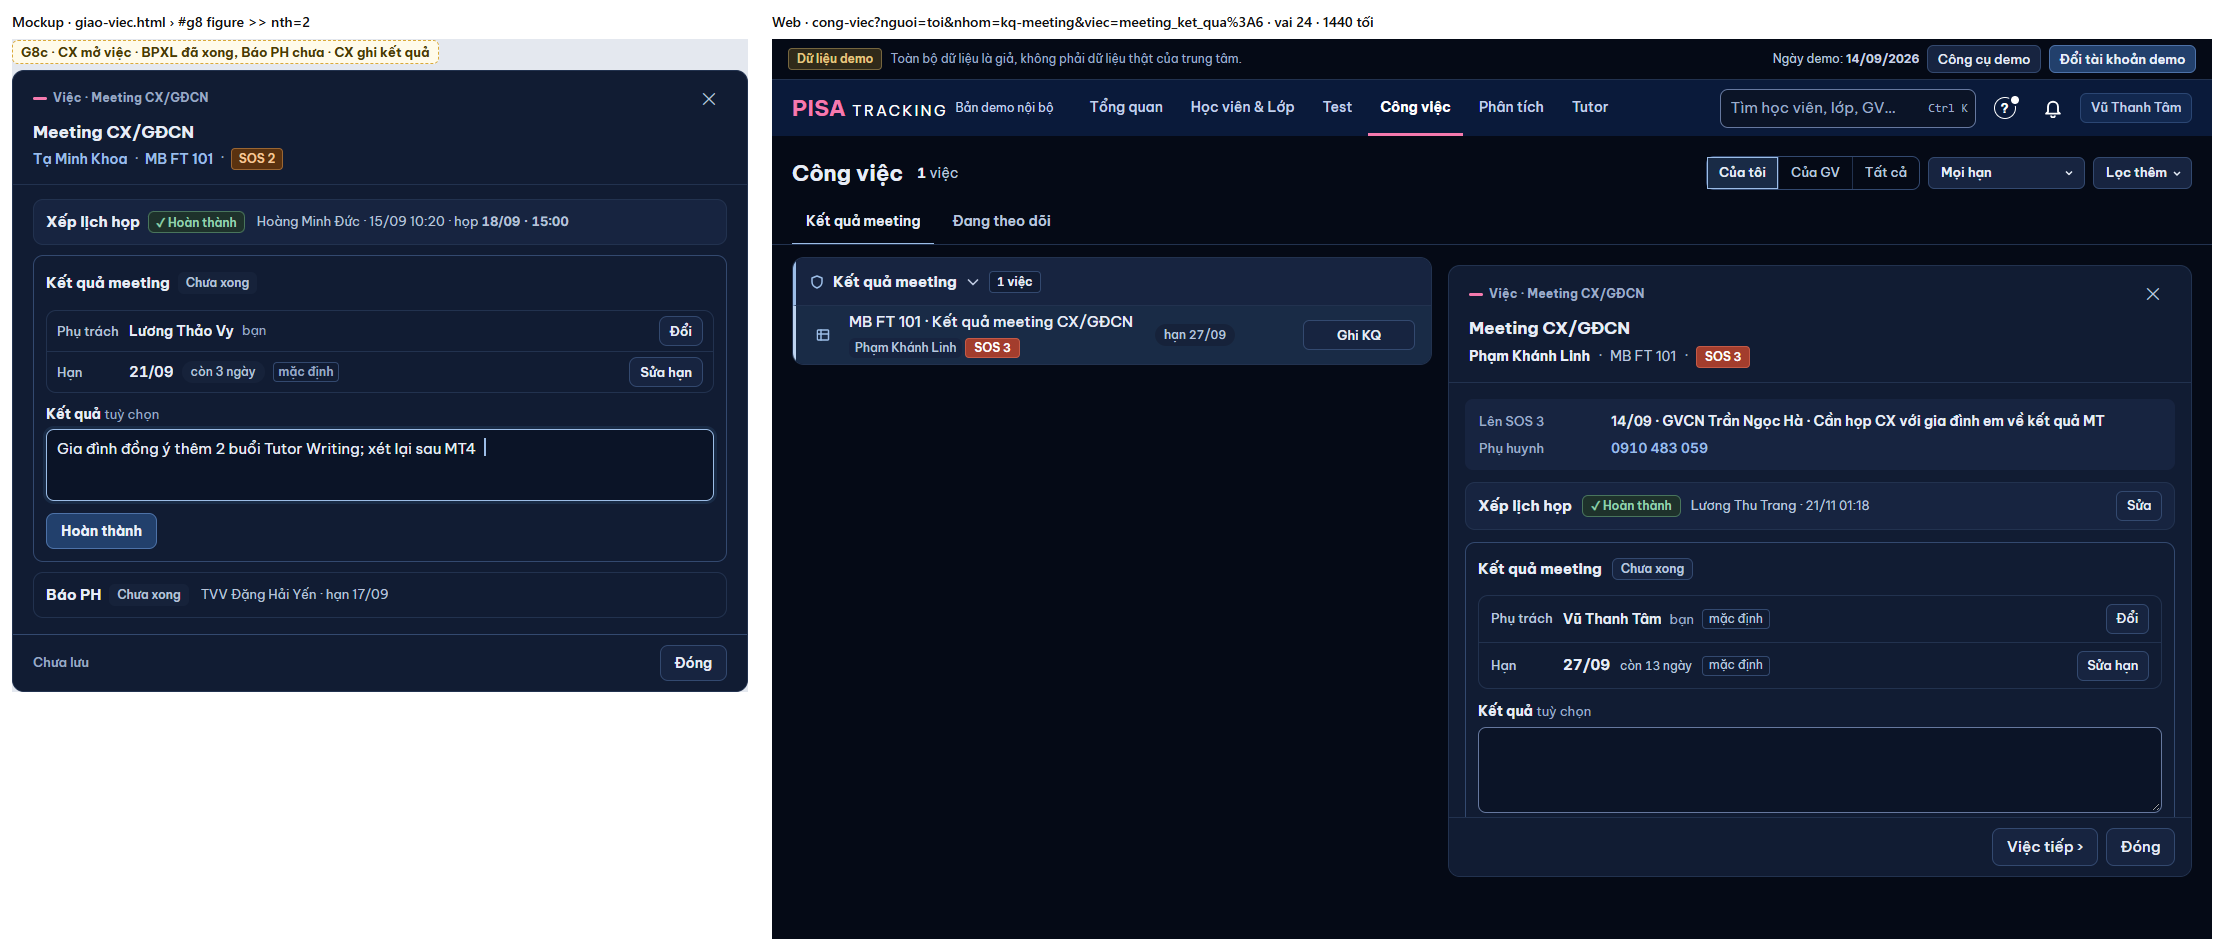 Mockup · giao-viec.html › #g8 figure >> nth=2
G8c · CX mở việc · BPXL đã xong, Báo PH chưa · CX ghi kết quả
Việc · Meeting CX/GĐCN
Meeting CX/GĐCN
Tạ Minh Khoa · MB FT 101 · SOS 2
Xếp lịch họp ✓ Hoàn thành Hoàng Minh Đức · 15/09 10:20 · họp 18/09 · 15:00
Kết quả meeting Chưa xong
Phụ trách Lương Thảo Vy bạn Đổi
Hạn 21/09 còn 3 ngày mặc định Sửa hạn
Kết quả tuỳ chọn
Gia đình đồng ý thêm 2 buổi Tutor Writing; xét lại sau MT4
Hoàn thành
Báo PH Chưa xong TVV Đặng Hải Yến · hạn 17/09
Chưa lưu Đóng
Web · cong-viec?nguoi=toi&nhom=kq-meeting&viec=meeting_ket_qua%3A6 · vai 24 · 1440 tối
Dữ liệu demo Toàn bộ dữ liệu là giả, không phải dữ liệu thật của trung tâm. Ngày demo: 14/09/2026 Công cụ demo Đổi tài khoản demo
PISA TRACKING Bản demo nội bộ Tổng quan Học viên & Lớp Test Công việc Phân tích Tutor Tìm học viên, lớp, GV... Ctrl K ? Vũ Thanh Tâm
Công việc 1 việc Của tôi Của GV Tất cả Mọi hạn Lọc thêm
Kết quả meeting Đang theo dõi
Kết quả meeting 1 việc
MB FT 101 · Kết quả meeting CX/GĐCN
Phạm Khánh Linh SOS 3 hạn 27/09 Ghi KQ
Việc · Meeting CX/GĐCN
Meeting CX/GĐCN
Phạm Khánh Linh · MB FT 101 · SOS 3
Lên SOS 3 14/09 · GVCN Trần Ngọc Hà · Cần họp CX với gia đình em về kết quả MT
Phụ huynh 0910 483 059
Xếp lịch họp ✓ Hoàn thành Lương Thu Trang · 21/11 01:18 Sửa
Kết quả meeting Chưa xong
Phụ trách Vũ Thanh Tâm bạn mặc định Đổi
Hạn 27/09 còn 13 ngày mặc định Sửa hạn
Kết quả tuỳ chọn
Việc tiếp › Đóng